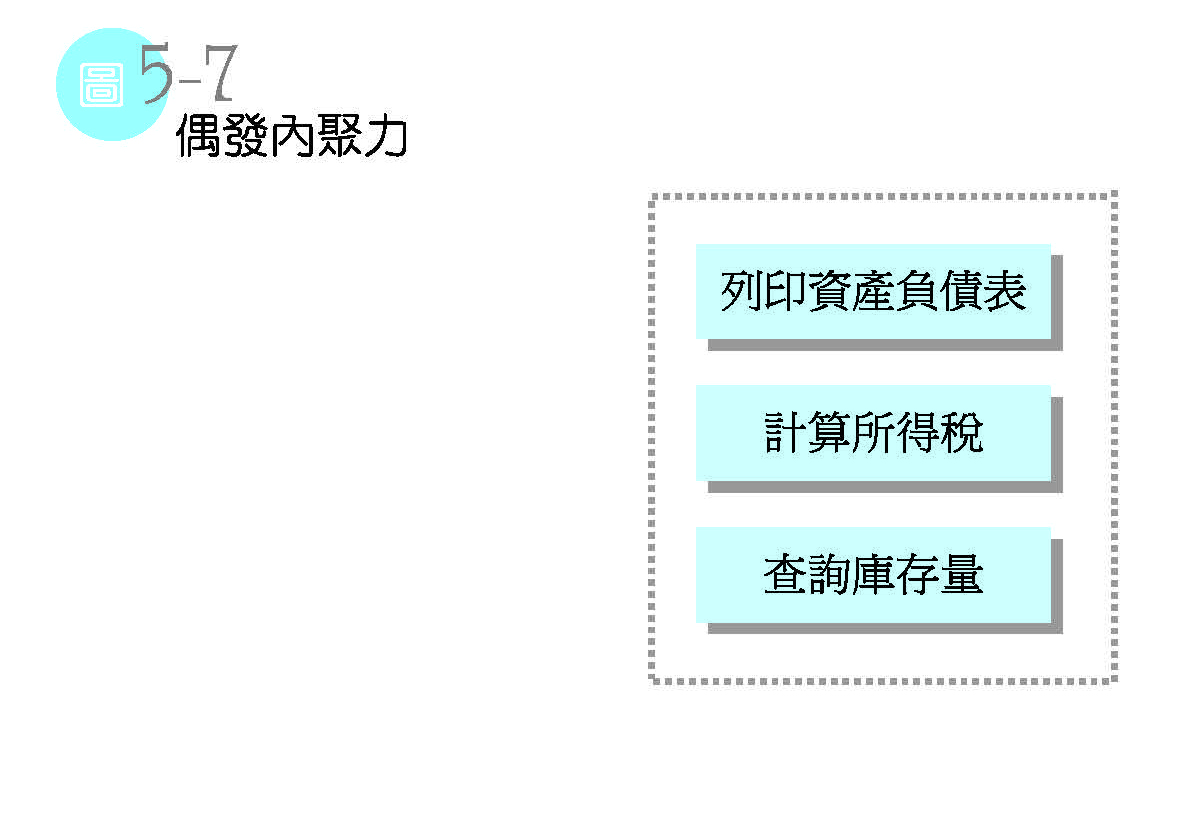 圖 5-7
偶發內聚力
列印資產負債表
計算所得稅
查詢庫存量